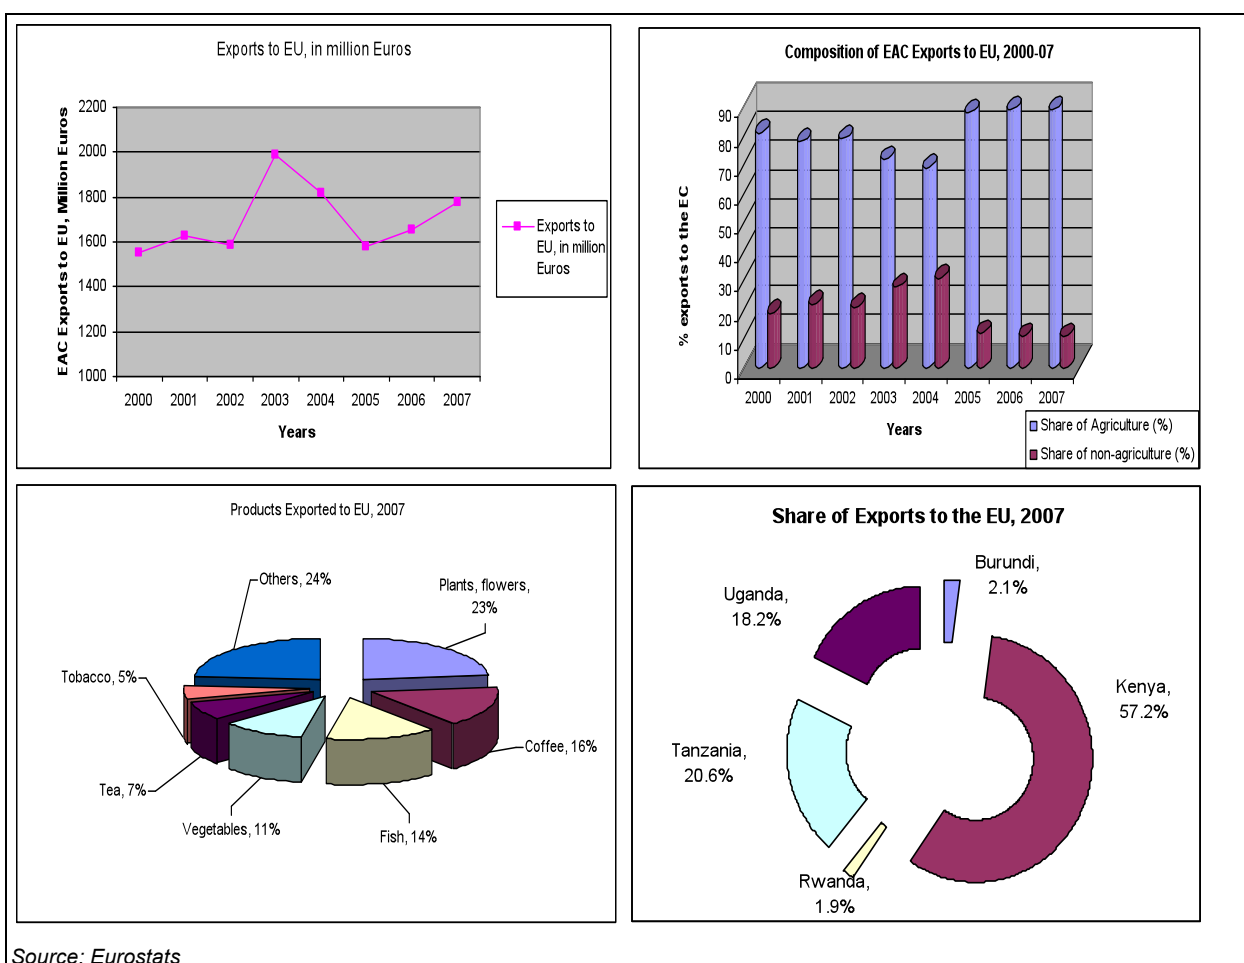 Exports to EU, in million Euros
EAC Exports to EU, Million Euros
2200
2000
1800
1600
1400
1200
1000
2000 2001 2002 2003 2004 2005 2006 2007
Years
Exports to
EU, in million
Euros
Composition of EAC Exports to EU, 2000-07
% exports to the EC
90
80
70
60
50
40
30
20
10
0
2000 2001 2002 2003 2004 2005 2006 2007
Years
Share of Agriculture (%)
Share of non-agriculture (%)
Products Exported to EU, 2007
Others, 24%
Plants, flowers,
23%
Tobacco, 5%
Coffee, 16%
Tea, 7%
Vegetables, 11%
Fish, 14%
Share of Exports to the EU, 2007
Burundi,
2.1%
Uganda,
18.2%
Kenya,
57.2%
Tanzania,
20.6%
Rwanda,
1.9%
Source: Eurostats